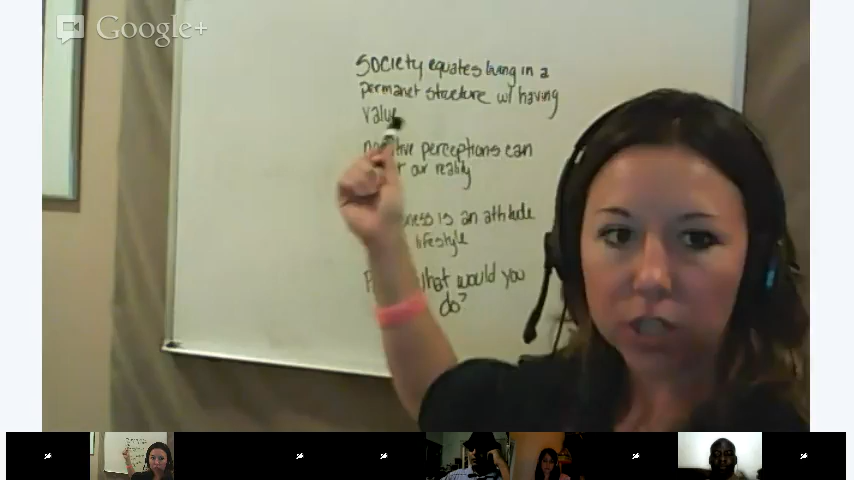 Google+
Society equates living in a
permanet structure w/ having
value
perceptions can
our reality
is an attitude
lifestyle
what would you
do?